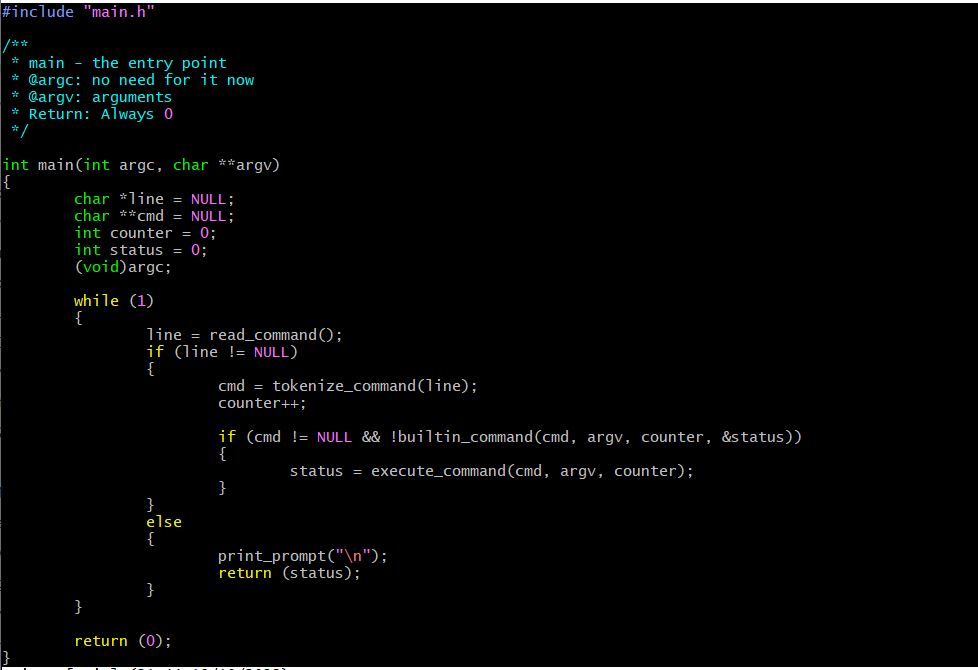 #include "main.h"

/**
 * main - the entry point
 * @argc: no need for it now
 * @argv: arguments
 * Return: Always 0
 */

int main(int argc, char **argv)
{
        char *line = NULL;
        char **cmd = NULL;
        int counter = 0;
        int status = 0;
        (void)argc;

        while (1)
        {
                line = read_command();
                if (line != NULL)
                {
                        cmd = tokenize_command(line);
                        counter++;

                        if (cmd != NULL && !builtin_command(cmd, argv, counter, &status))
                        {
                                status = execute_command(cmd, argv, counter);
                        }
                }
                else
                {
                        print_prompt("\n");
                        return (status);
                }
        }

        return (0);
}